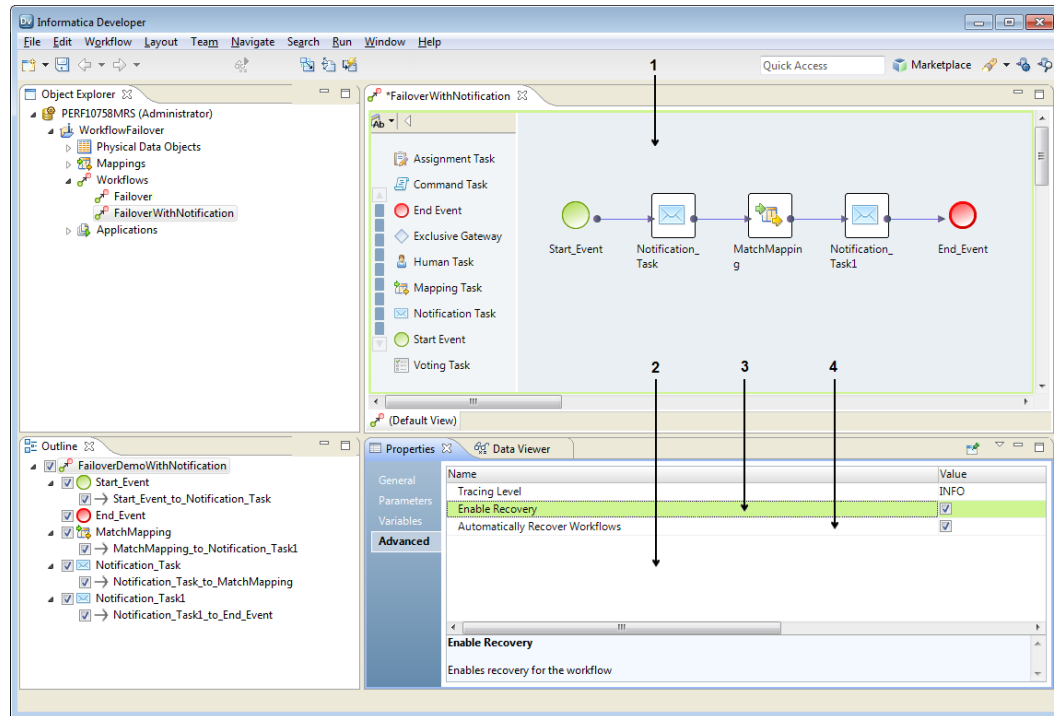 Informatica Developer
File Edit Workflow Layout Team Navigate Search Run Window Help
Quick Access
Marketplace
Object Explorer
PERF10758MRS (Administrator)
WorkflowFailover
Physical Data Objects
Mappings
Workflows
Failover
FailoverWithNotification
Applications
*FailoverWithNotification
Ab
Assignment Task
Command Task
End Event
Exclusive Gateway
Human Task
Mapping Task
Notification Task
Start Event
Voting Task
1
Start_Event
Notification_
Task
MatchMappin
g
Notification_
Task1
End_Event
2
3
4
(Default View)
Outline
FailoverDemoWithNotification
Start_Event
Start_Event_to_Notification_Task
End_Event
MatchMapping
MatchMapping_to_Notification_Task1
Notification_Task
Notification_Task_to_MatchMapping
Notification_Task1
Notification_Task1_to_End_Event
Properties
Data Viewer
General
Parameters
Variables
Advanced
Name Value
Tracing Level INFO
Enable Recovery
Automatically Recover Workflows
Enable Recovery
Enables recovery for the workflow